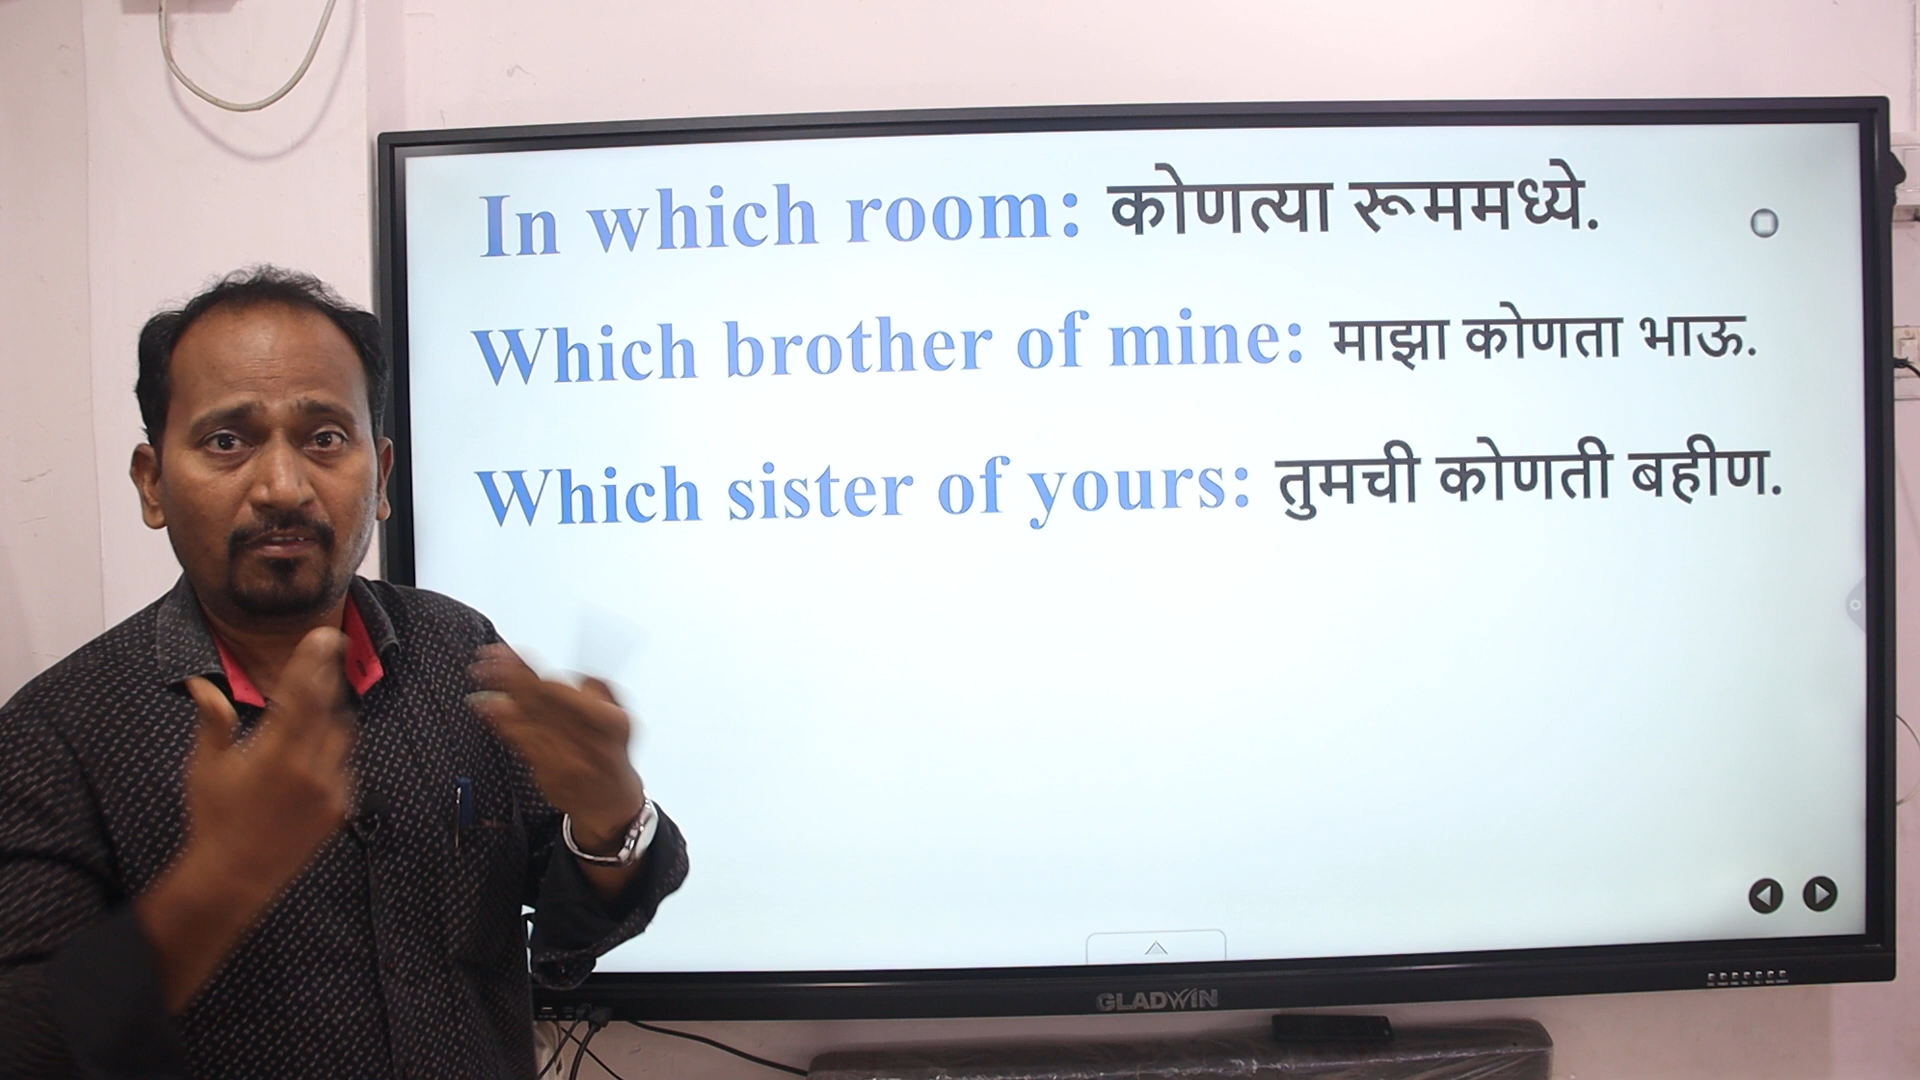 In which room: कोणत्या रूममध्ये.
Which brother of mine: माझा कोणता भाऊ.
Which sister of yours: तुमची कोणती बहीण.
GLADWIN